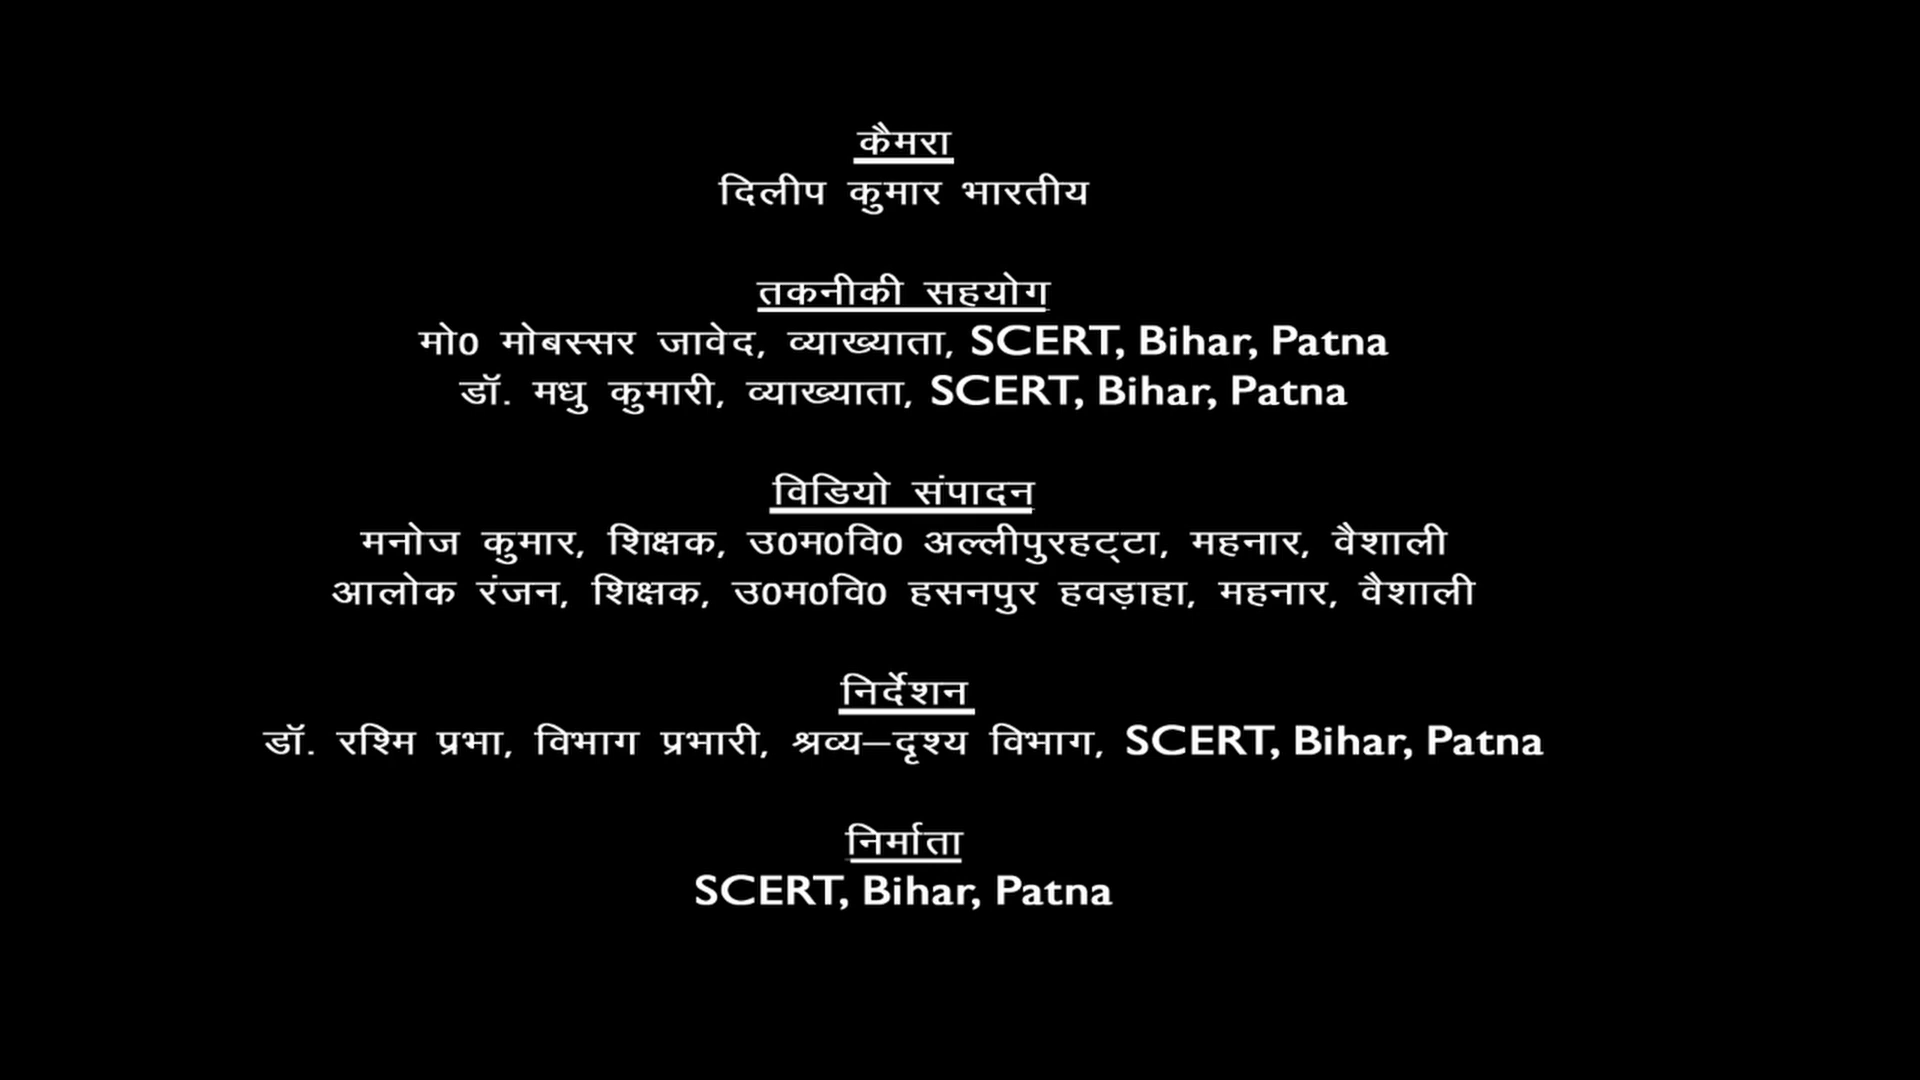 कैमरा
दिलीप कुमार भारतीय
तकनीकी सहयोग
मो0 मोबस्सर जावेद, व्याख्याता, SCERT, Bihar, Patna
डॉ. मधु कुमारी, व्याख्याता, SCERT, Bihar, Patna
विडियो संपादन
मनोज कुमार, शिक्षक, उ0म0वि0 अल्लीपुरहट्टा, महनार, वैशाली
आलोक रंजन, शिक्षक, उ0म0वि0 हसनपुर हवड़ाहा, महनार, वैशाली
निर्देशन
डॉ. रश्मि प्रभा, विभाग प्रभारी, श्रव्य–दृश्य विभाग, SCERT, Bihar, Patna
निर्माता
SCERT, Bihar, Patna